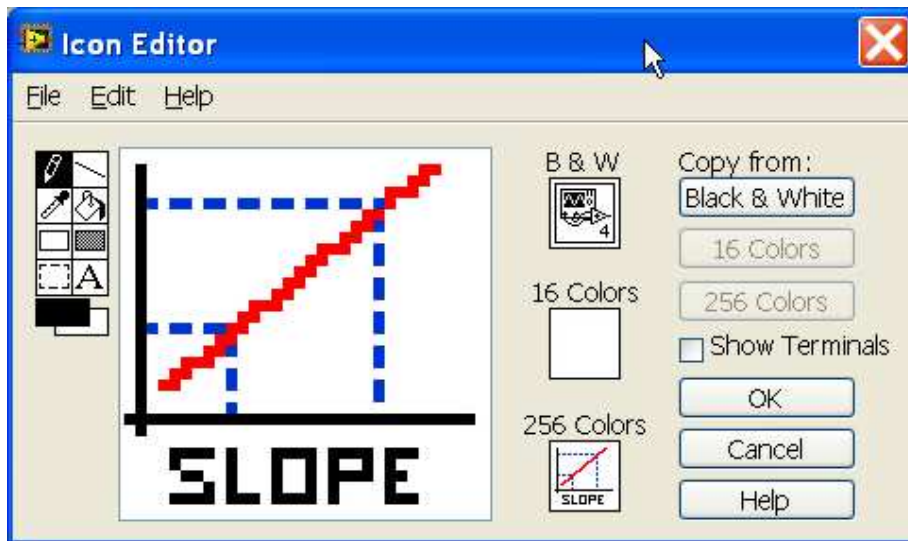 Icon Editor
File Edit Help
B & W
4
16 Colors
256 Colors
SLOPE
A
SLOPE
Copy from:
Black & White
16 Colors
256 Colors
Show Terminals
OK
Cancel
Help